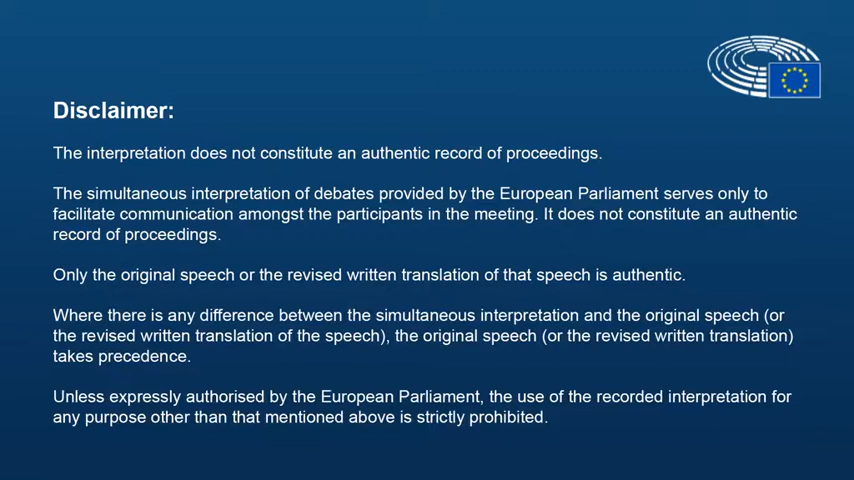 Disclaimer:
The interpretation does not constitute an authentic record of proceedings.
The simultaneous interpretation of debates provided by the European Parliament serves only to
facilitate communication amongst the participants in the meeting. It does not constitute an authentic
record of proceedings.
Only the original speech or the revised written translation of that speech is authentic.
Where there is any difference between the simultaneous interpretation and the original speech (or
the revised written translation of the speech), the original speech (or the revised written translation)
takes precedence.
Unless expressly authorised by the European Parliament, the use of the recorded interpretation for
any purpose other than that mentioned above is strictly prohibited.